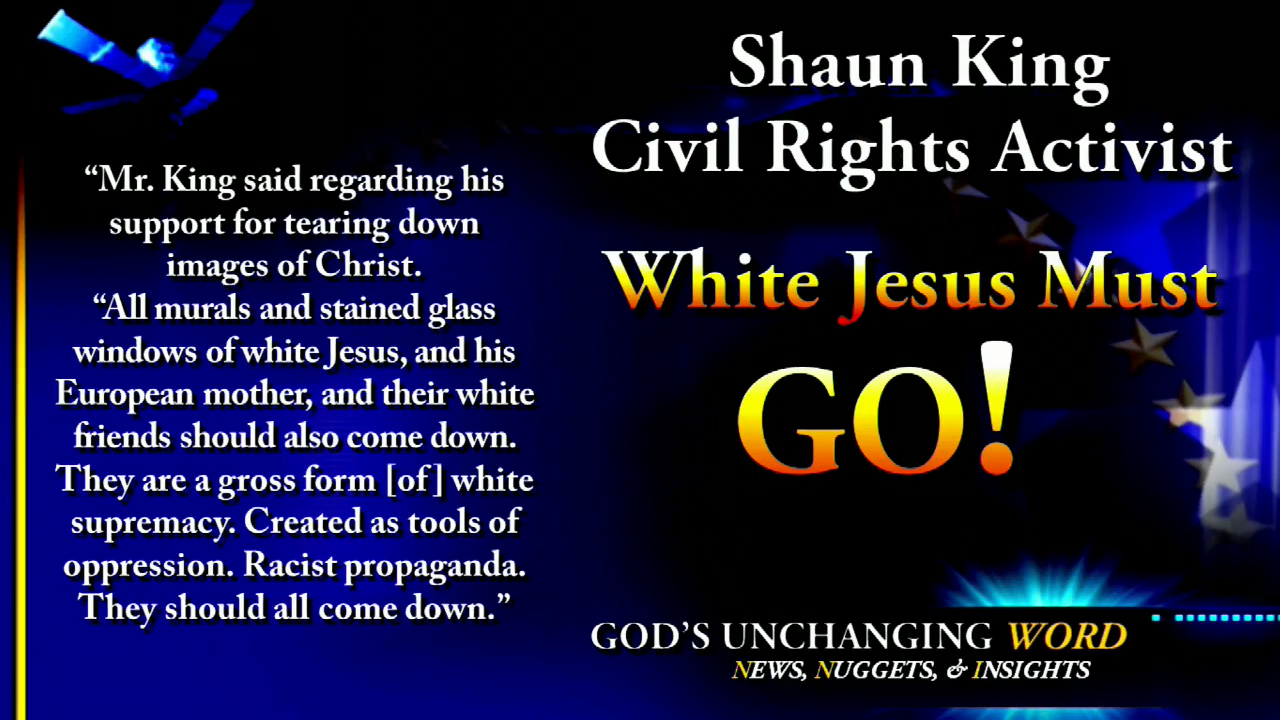 “Mr. King said regarding his
support for tearing down
images of Christ.
“All murals and stained glass
windows of white Jesus, and his
European mother, and their white
friends should also come down.
They are a gross form [of] white
supremacy. Created as tools of
oppression. Racist propaganda.
They should all come down.”
Shaun King
Civil Rights Activist
White Jesus Must
GO!
GOD’S UNCHANGING WORD
NEWS, NUGGETS, & INSIGHTS